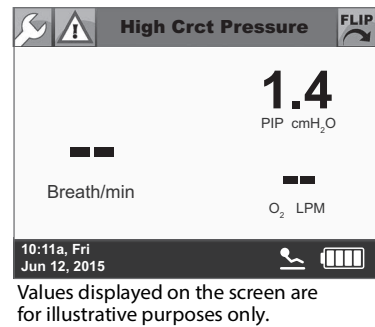 High Crct Pressure
FLIP
1.4
PIP cmH₂O
--
Breath/min
--
O₂ LPM
10:11a, Fri
Jun 12, 2015
Values displayed on the screen are
for illustrative purposes only.